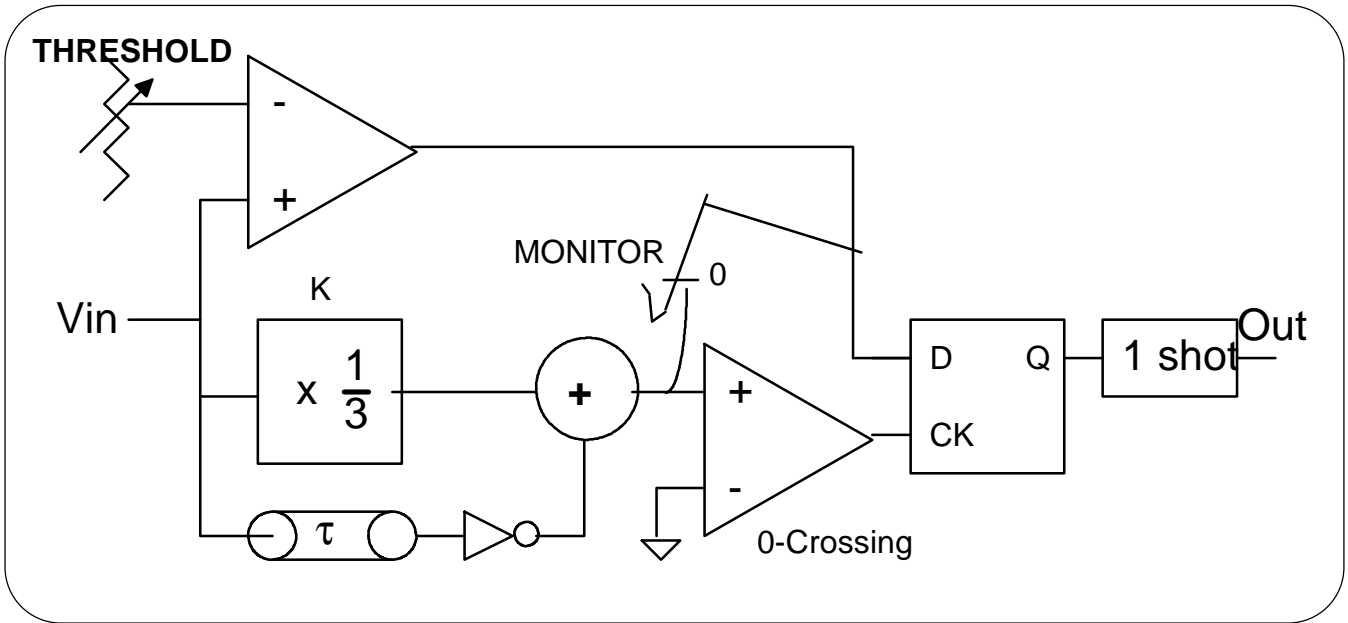 THRESHOLD
-
+
K
Vin
x 1/3
τ
+
MONITOR
0
+
-
0-Crossing
D
Q
CK
1 shot
Out